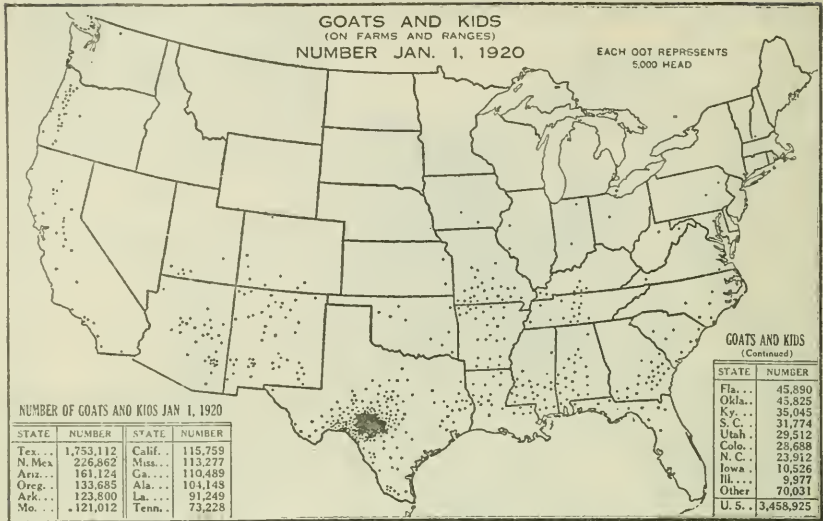 GOATS AND KIDS
(ON FARMS AND RANGES)
NUMBER JAN. 1, 1920
EACH DOT REPRSENTS
5,000 HEAD
NUMBER OF GOATS AND KIDS JAN 1, 1920
STATE NUMBER STATE NUMBER
Tex... 1,753,112 Calif.. 115,759
N. Mex 226,862 Miss... 113,277
Ariz... 161,124 Ga.... 110,489
Oreg.. 133,685 Ala... 104,148
Ark... 123,800 La.... 91,249
Mo... .121,012 Tenn.. 73,228
GOATS AND KIDS
(Continued)
STATE NUMBER
Fla... 45,890
Okla.. 45,825
Ky.... 35,045
S. C.. 31,774
Utah.. 29,512
Colo.. 28,688
N. C.. 23,912
Iowa.. 10,526
Ill.... 9,977
Other 70,031
U. S.. 3,458,925